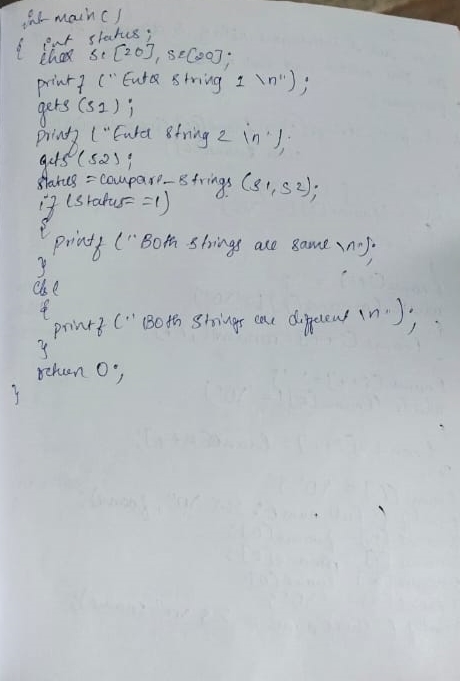 int main()
{ int status;
char s1[20], s2[20];
printf ("Enter string 1 \n");
gets (s1);
printf ("Enter string 2 \n");
gets (s2);
status = compare_strings (s1, s2);
if (status ==1)
{
printf ("Both strings are same \n");
}
else
{
printf (" Both strings are different \n");
}
return 0;
}